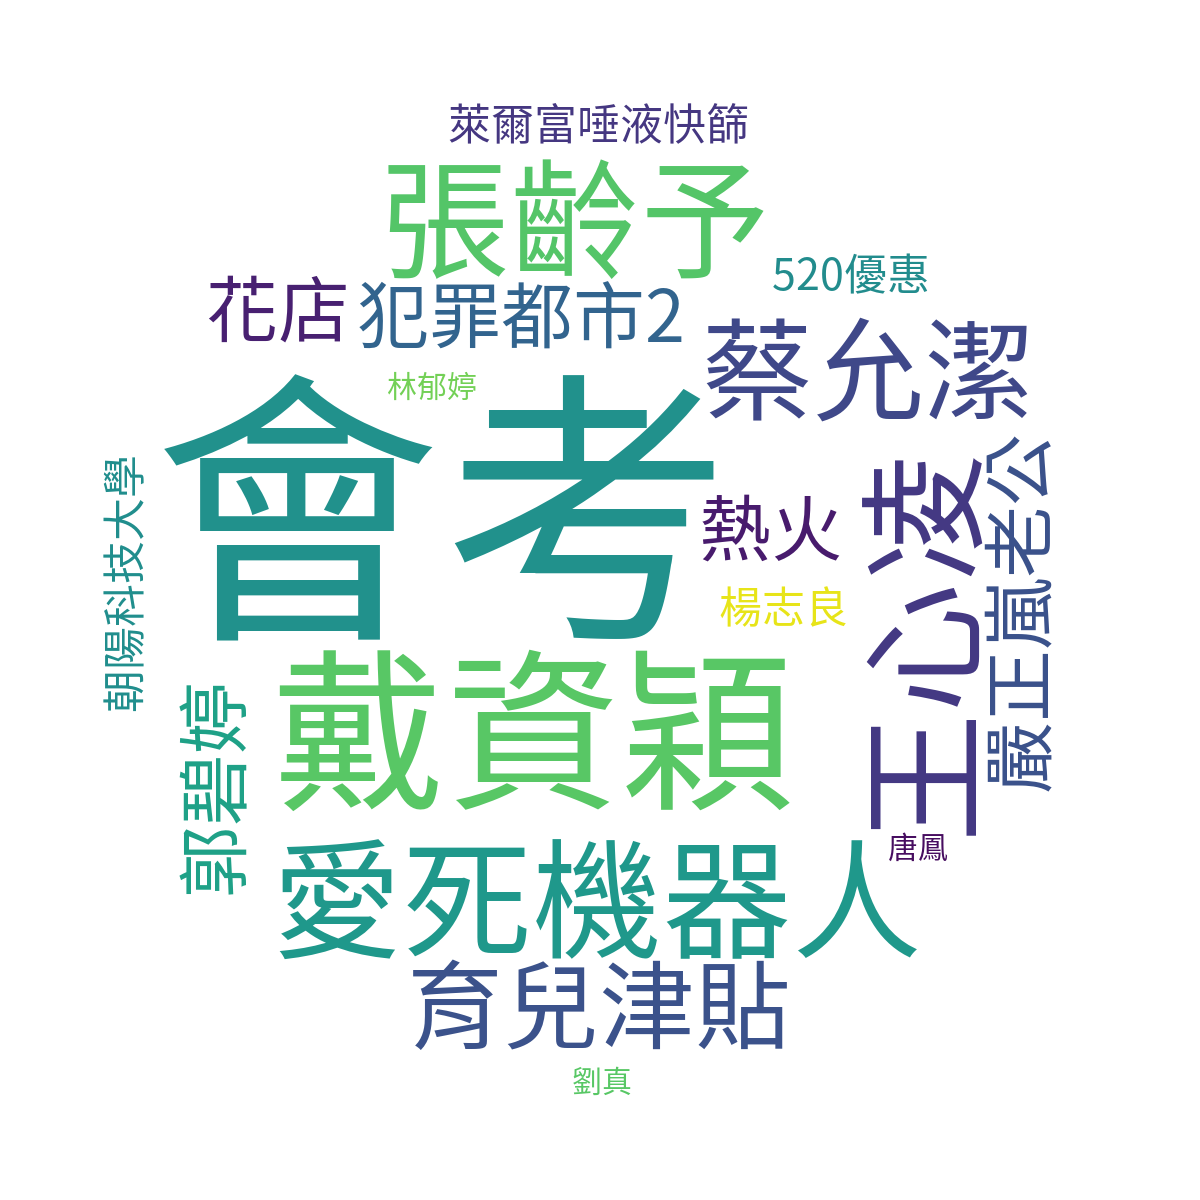 萊爾富唾液快篩
張齡予
520優惠
花店
犯罪都市2
蔡允潔
林郁婷
會考
熱火
王心凌
嚴正嵐老公
朝陽科技大學
楊志良
戴資穎
郭碧婷
愛死機器人
唐鳳
育兒津貼
劉真